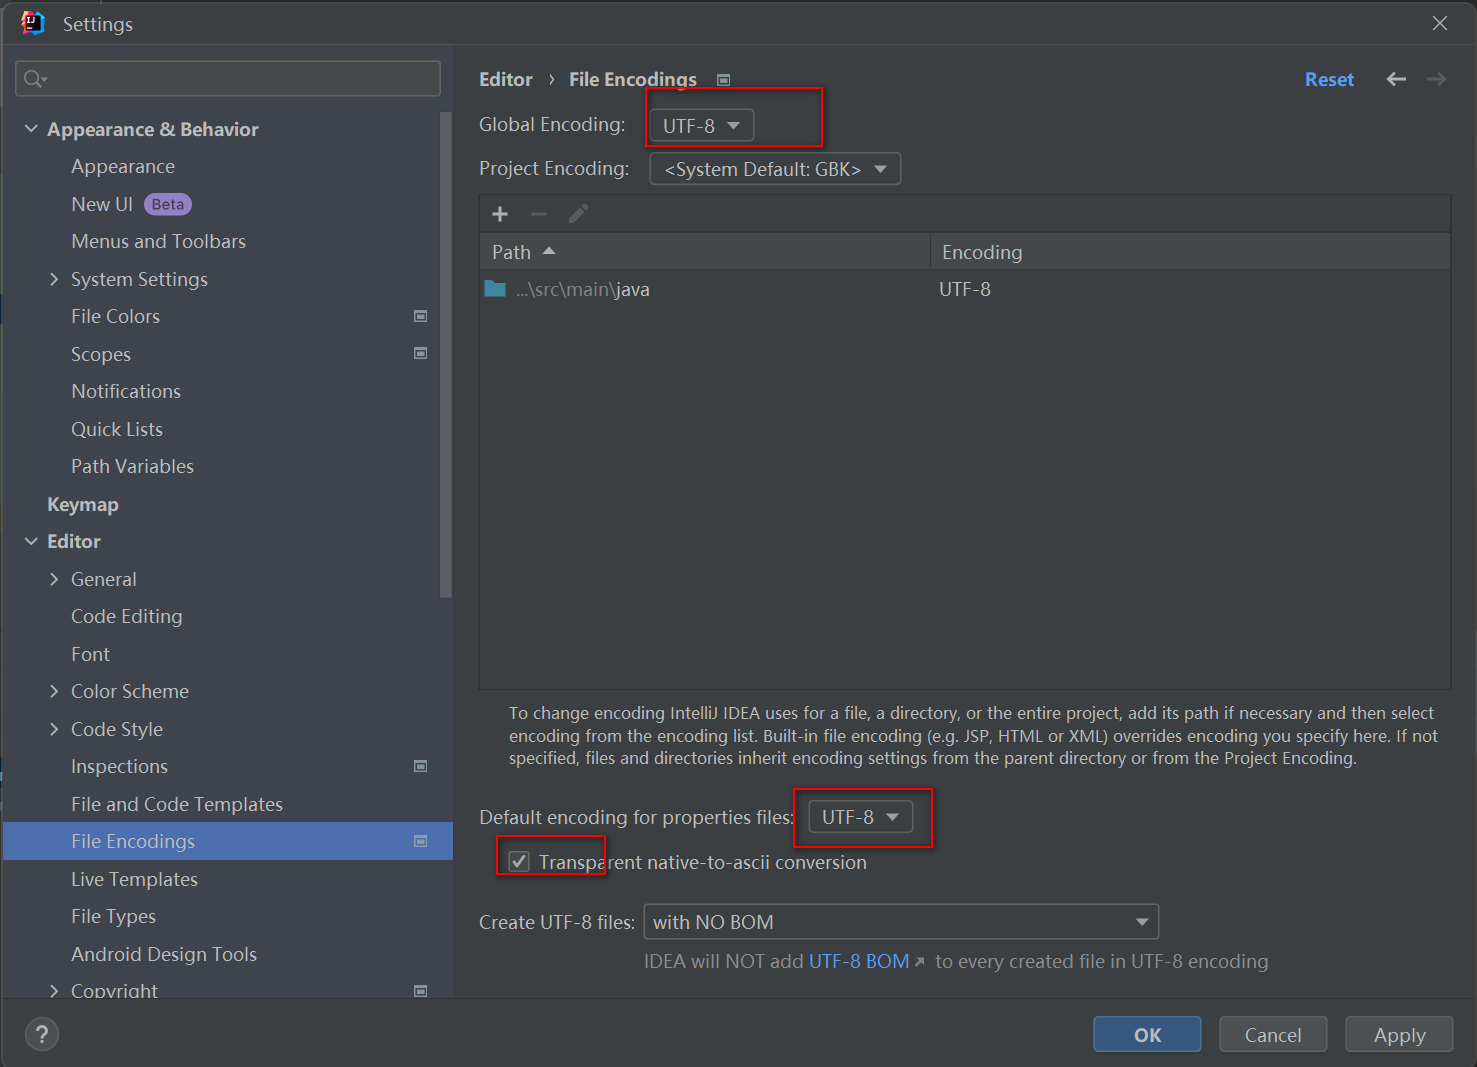 Settings
Editor › File Encodings
Reset
Global Encoding: UTF-8
Project Encoding: <System Default: GBK>
Path Encoding
...\src\main\java UTF-8
To change encoding IntelliJ IDEA uses for a file, a directory, or the entire project, add its path if necessary and then select
encoding from the encoding list. Built-in file encoding (e.g. JSP, HTML or XML) overrides encoding you specify here. If not
specified, files and directories inherit encoding settings from the parent directory or from the Project Encoding.
Default encoding for properties files: UTF-8
Transparent native-to-ascii conversion
Create UTF-8 files: with NO BOM
IDEA will NOT add UTF-8 BOM to every created file in UTF-8 encoding
Appearance & Behavior
Appearance
New UI Beta
Menus and Toolbars
System Settings
File Colors
Scopes
Notifications
Quick Lists
Path Variables
Keymap
Editor
General
Code Editing
Font
Color Scheme
Code Style
Inspections
File and Code Templates
File Encodings
Live Templates
File Types
Android Design Tools
Copyright
?
OK Cancel Apply